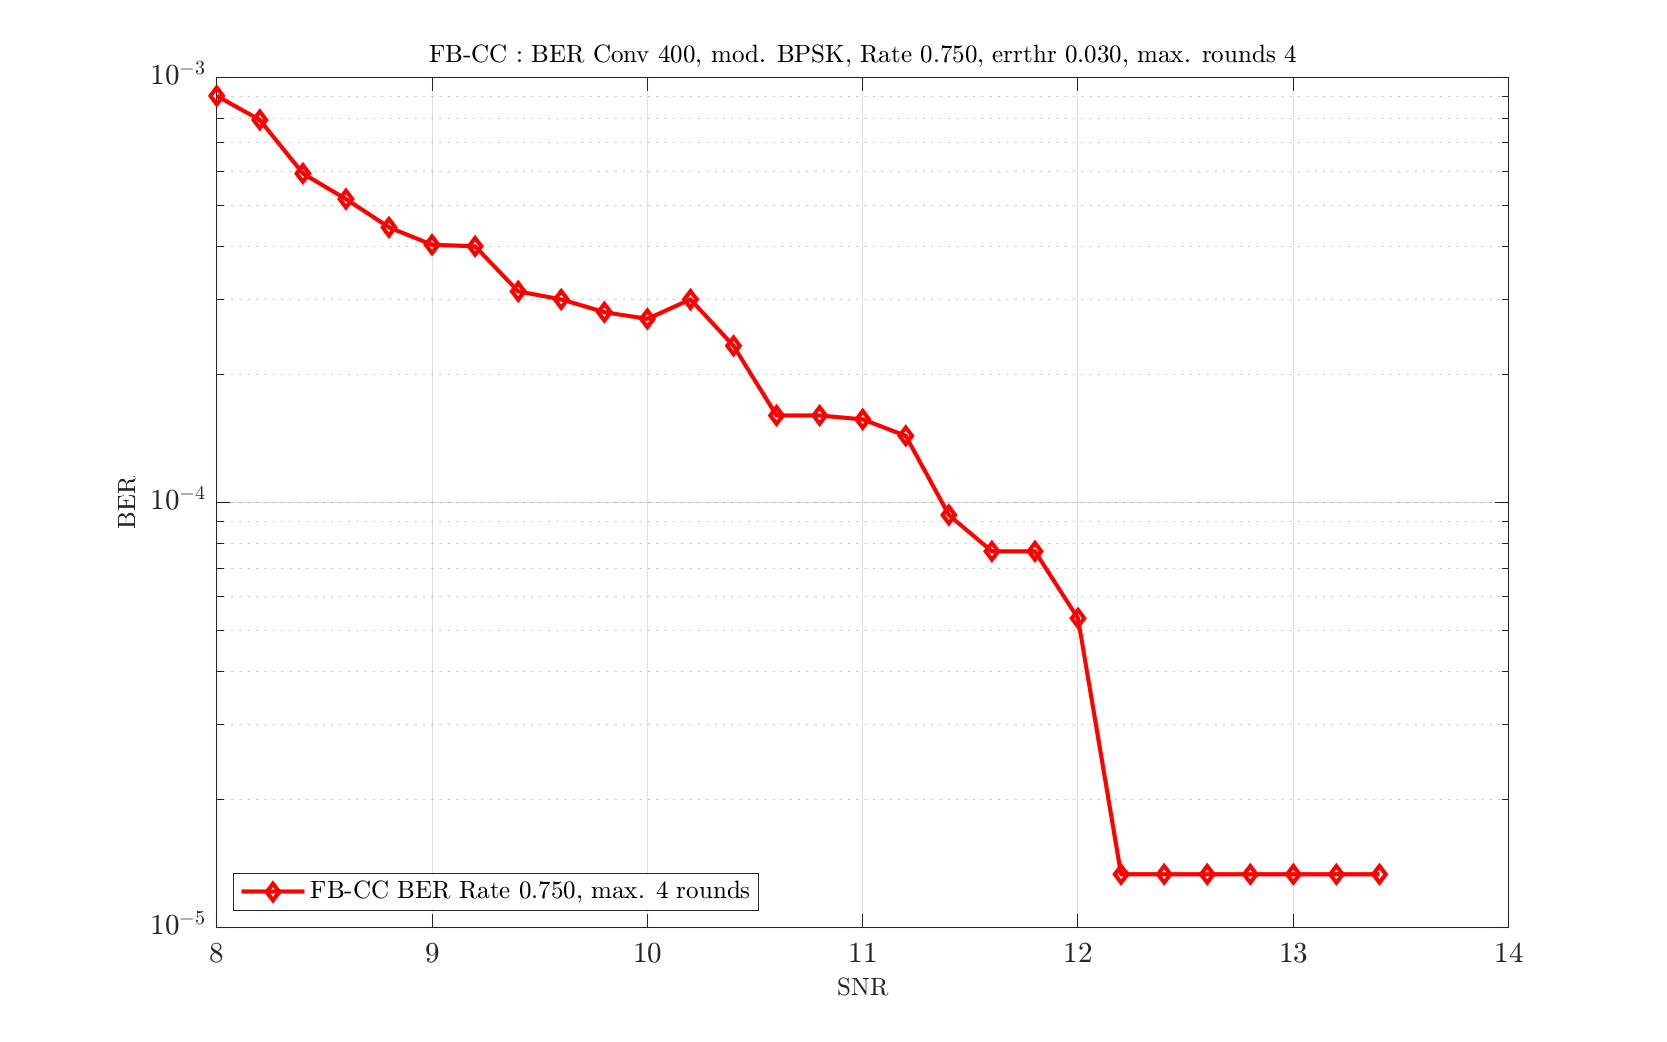 FB-CC : BER Conv 400, mod. BPSK, Rate 0.750, errthr 0.030, max. rounds 4
10⁻³
10⁻⁴
10⁻⁵
BER
FB-CC BER Rate 0.750, max. 4 rounds
8 9 10 11 12 13 14
SNR